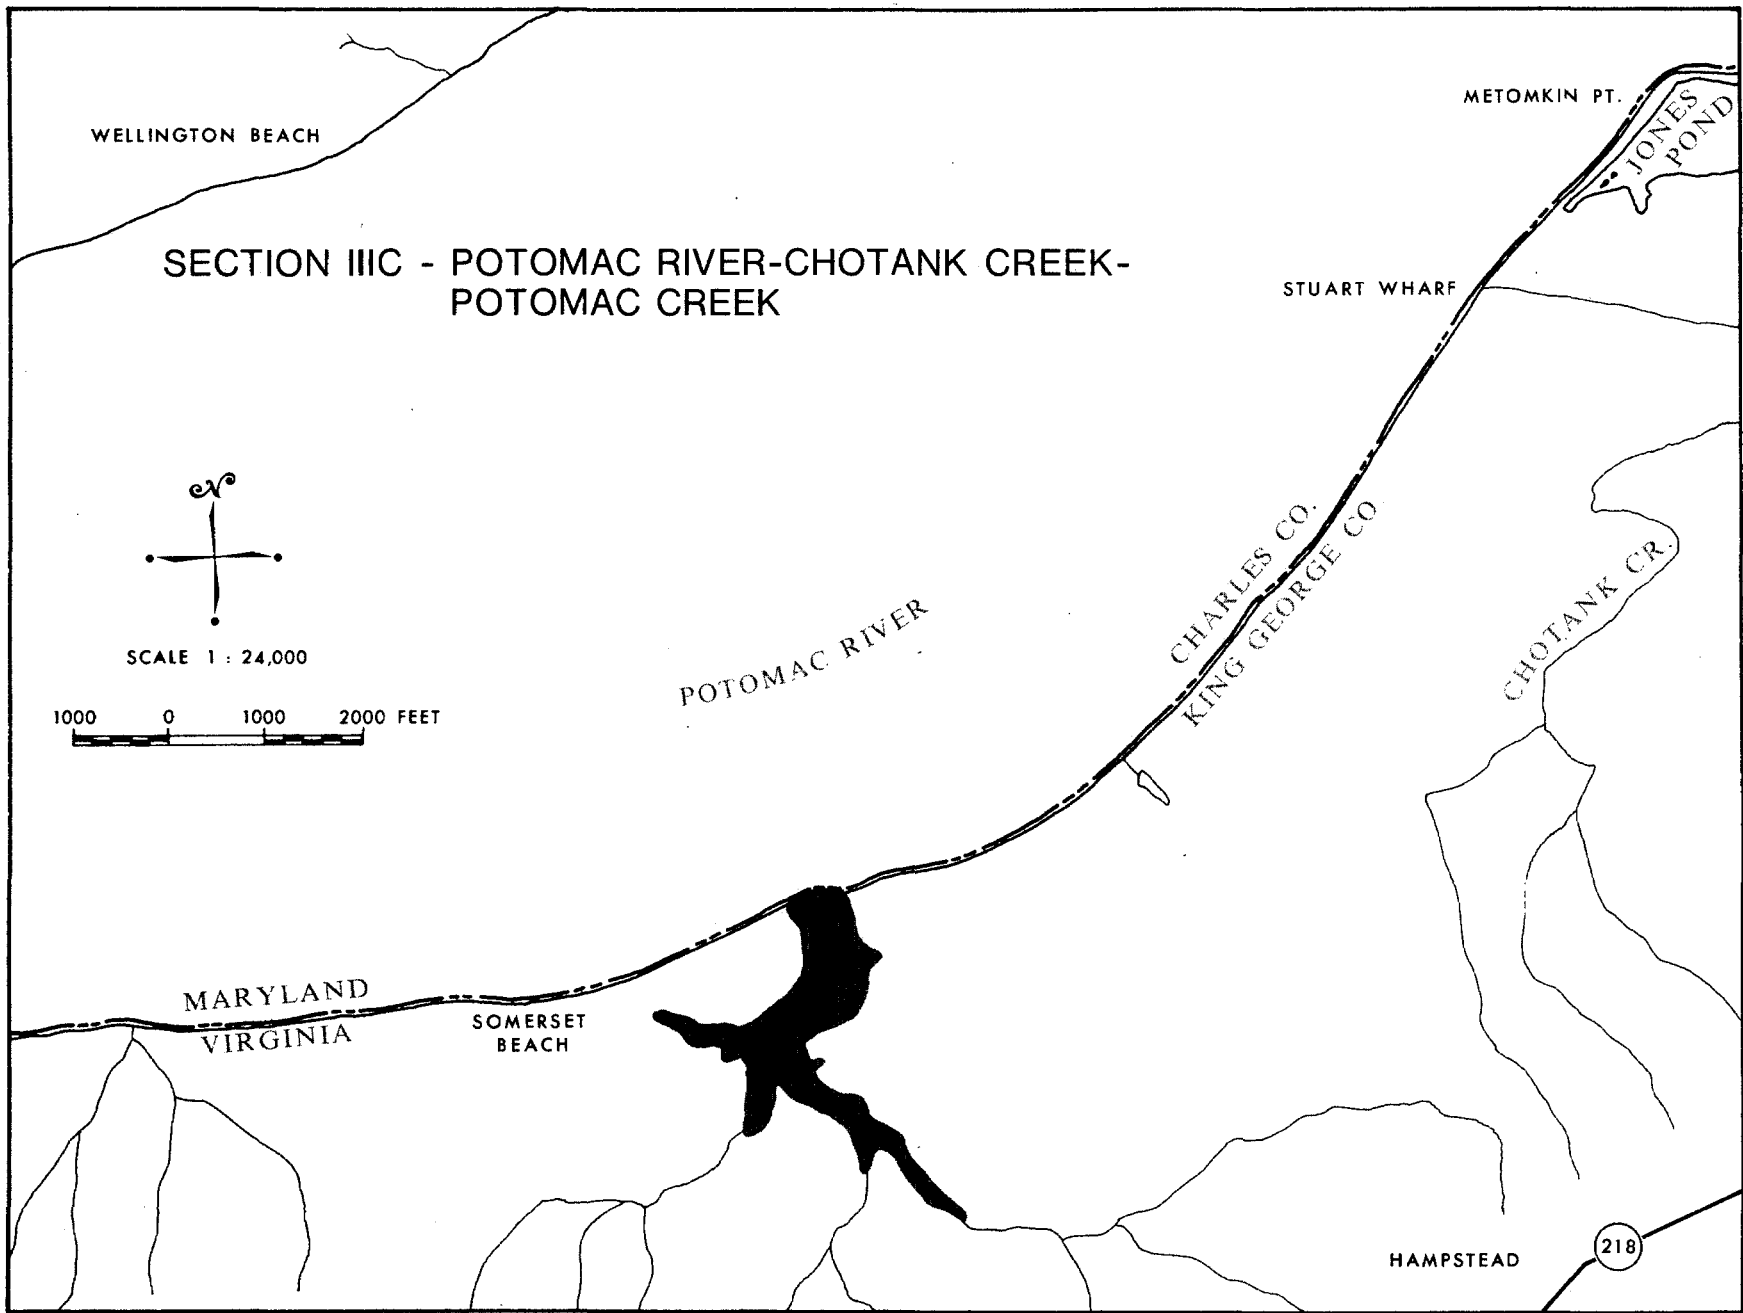 METOMKIN PT.
JONES
POND
WELLINGTON BEACH
SECTION IIIC - POTOMAC RIVER-CHOTANK CREEK-
POTOMAC CREEK
STUART WHARF
N
CHARLES CO.
KING GEORGE CO
CHOTANK CR.
POTOMAC RIVER
SCALE 1 : 24,000
1000 0 1000 2000 FEET
MARYLAND
VIRGINIA
SOMERSET
BEACH
HAMPSTEAD
218